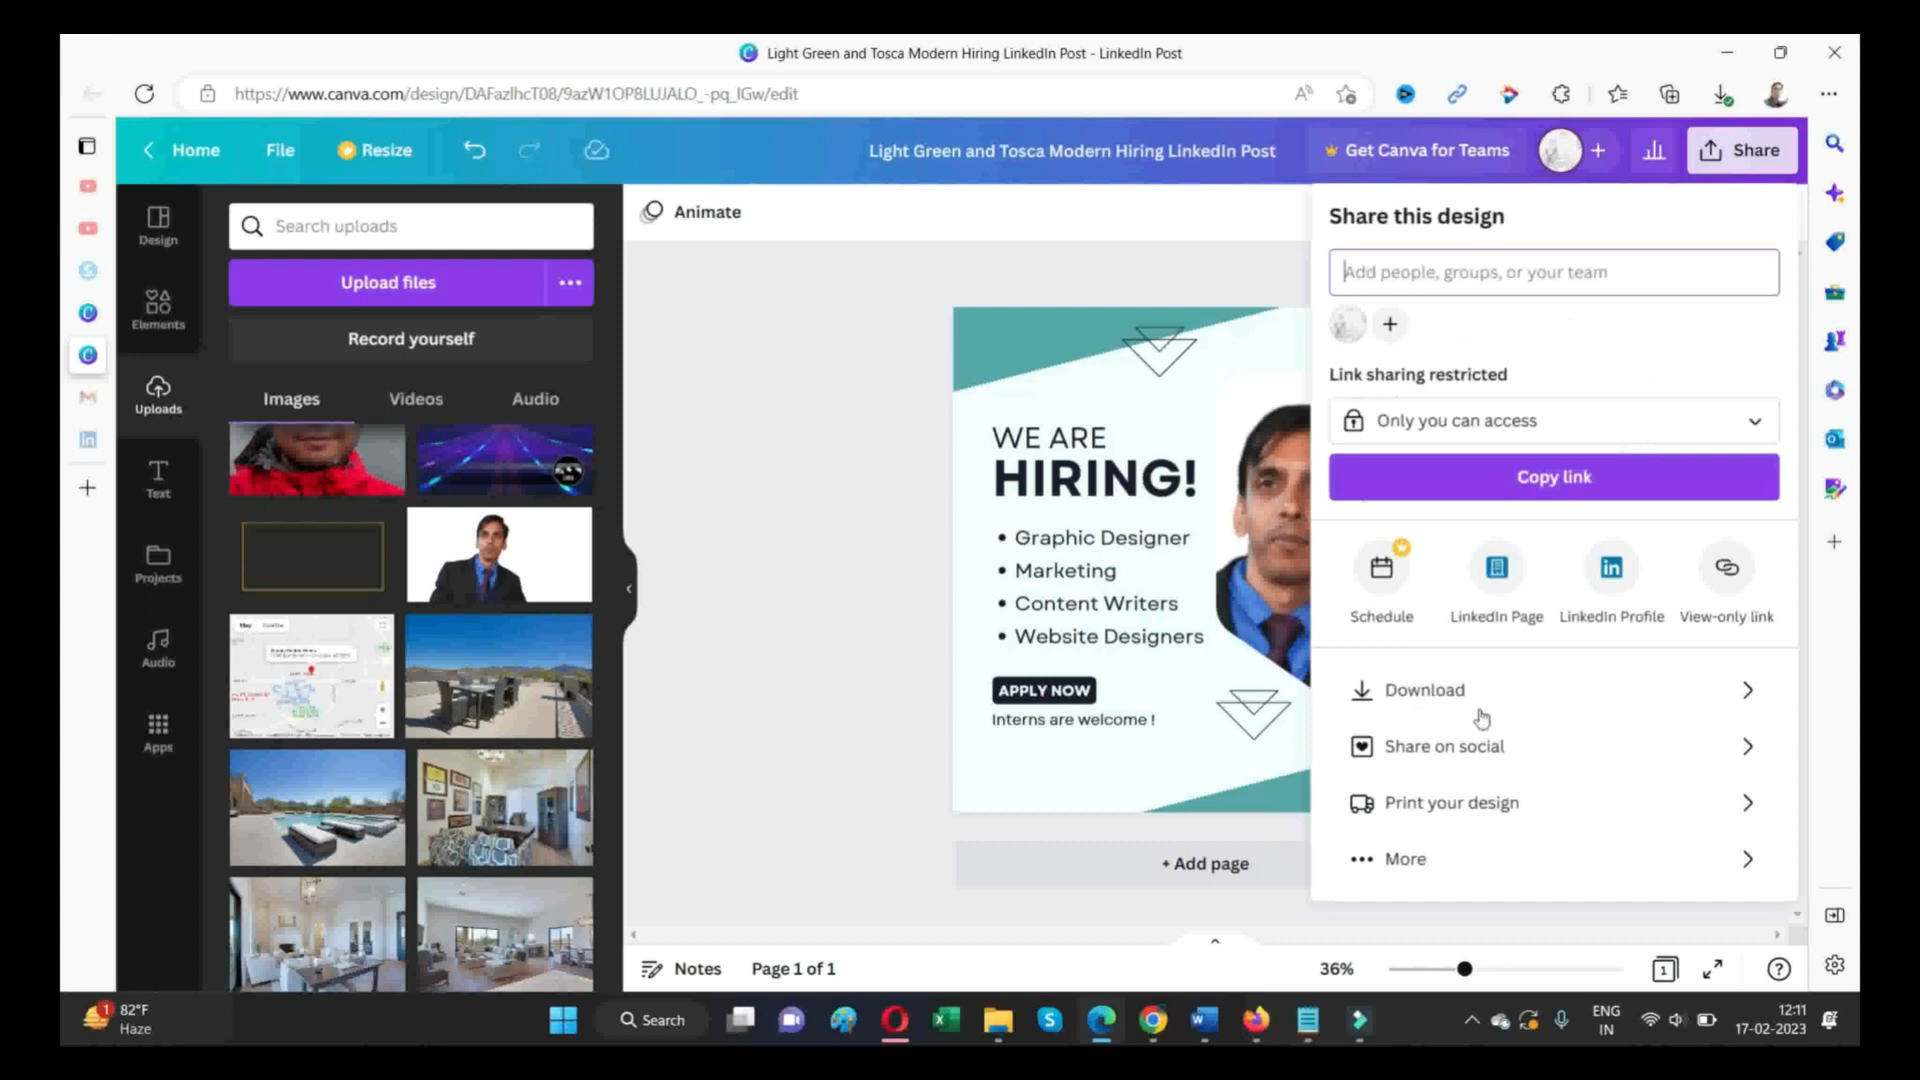 Light Green and Tosca Modern Hiring LinkedIn Post - LinkedIn Post
https://www.canva.com/design/DAFazlhcT08/9azW1OP8LUJALO_-pq_IGw/edit
Home File Resize Light Green and Tosca Modern Hiring LinkedIn Post Get Canva for Teams Share
Design
Elements
Uploads
Text
Projects
Audio
Apps
Search uploads
Upload files
Record yourself
Images Videos Audio
Animate
WE ARE
HIRING!
• Graphic Designer
• Marketing
• Content Writers
• Website Designers
APPLY NOW
Interns are welcome !
+ Add page
Share this design
Add people, groups, or your team
Link sharing restricted
Only you can access
Copy link
Schedule LinkedIn Page LinkedIn Profile View-only link
Download
Share on social
Print your design
More
Notes Page 1 of 1 36% 1
1 82°F
Haze
Search
ENG
IN
12:11
17-02-2023